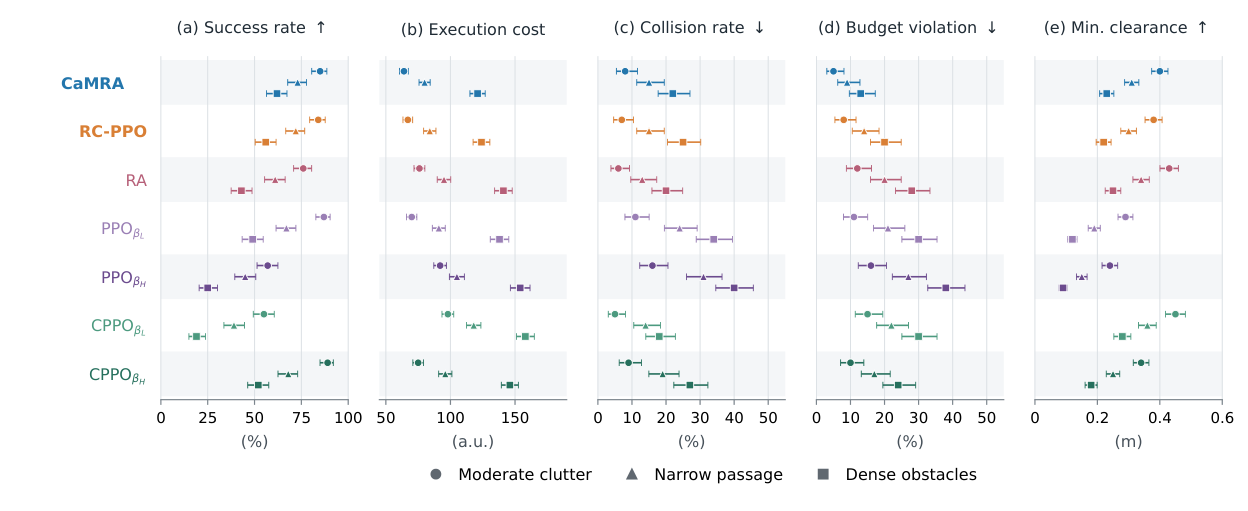 (a) Success rate ↑
(b) Execution cost
(c) Collision rate ↓
(d) Budget violation ↓
(e) Min. clearance ↑
CaMRA
RC-PPO
RA
PPOβL
PPOβH
CPPOβL
CPPOβH
0 25 50 75 100
50 100 150
0 10 20 30 40 50
0 10 20 30 40 50
0 0.2 0.4 0.6
(%)
(a.u.)
(%)
(%)
(m)
Moderate clutter
Narrow passage
Dense obstacles